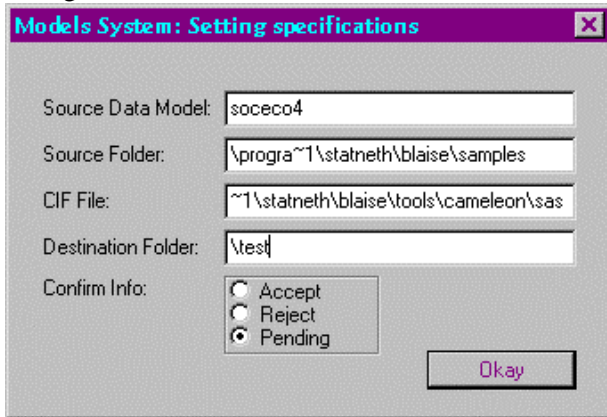 Models System: Setting specifications
Source Data Model: soceco4
Source Folder: \progra~1\statneth\blaise\samples
CIF File: ~1\statneth\blaise\tools\cameleon\sas
Destination Folder: \test
Confirm Info: Accept
Reject
Pending
Okay